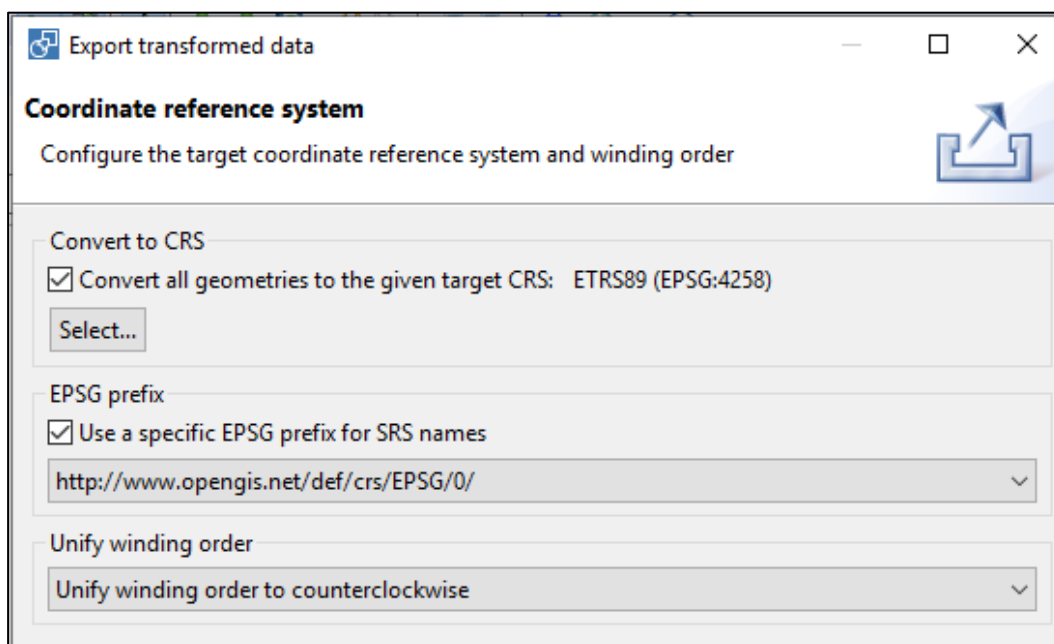 Export transformed data
Coordinate reference system
Configure the target coordinate reference system and winding order
Convert to CRS
Convert all geometries to the given target CRS: ETRS89 (EPSG:4258)
Select...
EPSG prefix
Use a specific EPSG prefix for SRS names
http://www.opengis.net/def/crs/EPSG/0/
Unify winding order
Unify winding order to counterclockwise